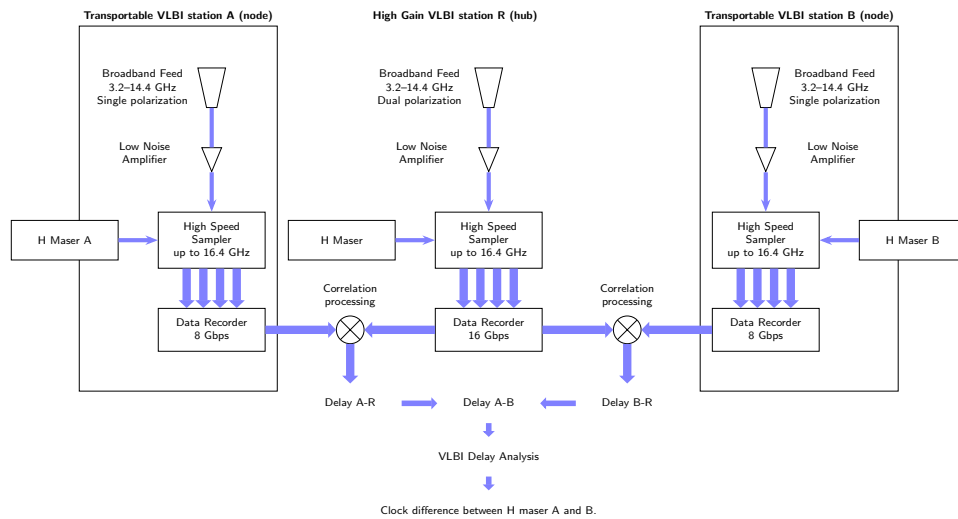 Transportable VLBI station A (node)
High Gain VLBI station R (hub)
Transportable VLBI station B (node)
Broadband Feed
3.2–14.4 GHz
Single polarization
Broadband Feed
3.2–14.4 GHz
Dual polarization
Broadband Feed
3.2–14.4 GHz
Single polarization
Low Noise
Amplifier
Low Noise
Amplifier
Low Noise
Amplifier
H Maser A
High Speed
Sampler
up to 16.4 GHz
H Maser
High Speed
Sampler
up to 16.4 GHz
High Speed
Sampler
up to 16.4 GHz
H Maser B
Correlation
processing
Correlation
processing
Data Recorder
8 Gbps
Data Recorder
16 Gbps
Data Recorder
8 Gbps
Delay A-R
Delay A-B
Delay B-R
VLBI Delay Analysis
Clock difference between H maser A and B.